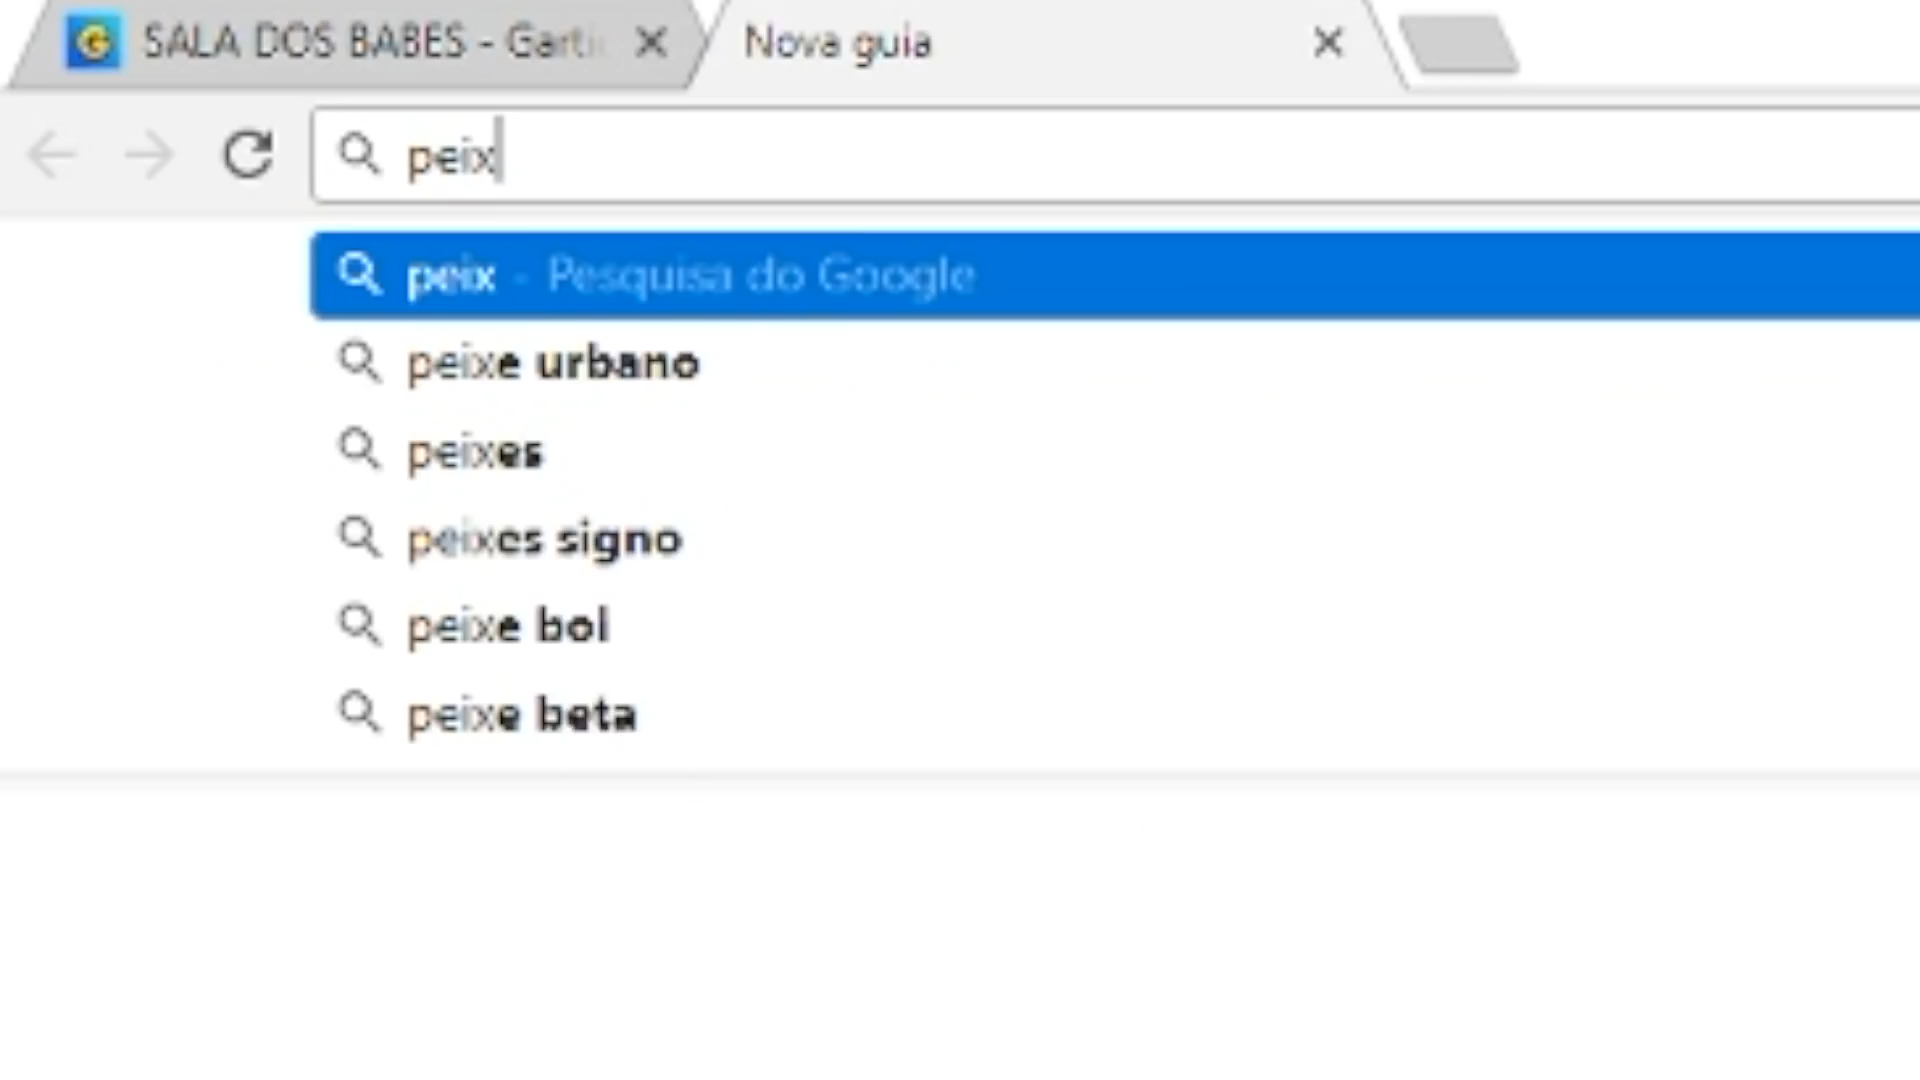 SALA DOS BABES - Garti
Nova guia
peix
peix - Pesquisa do Google
peixe urbano
peixes
peixes signo
peixe bol
peixe beta